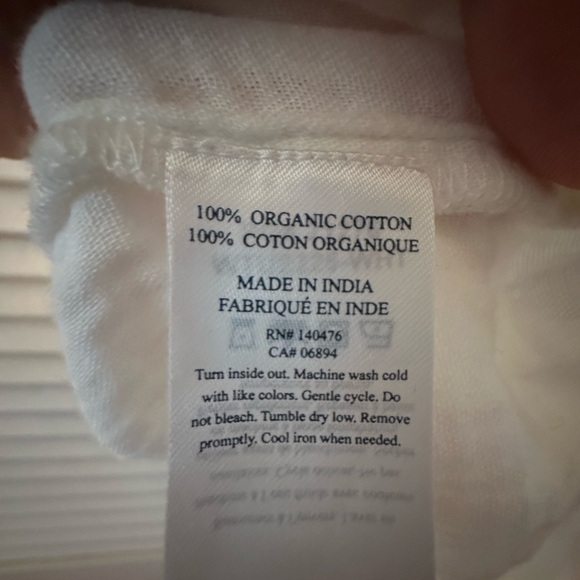 100% ORGANIC COTTON
100% COTON ORGANIQUE
MADE IN INDIA
FABRIQUÉ EN INDE
RN# 140476
CA# 06894
Turn inside out. Machine wash cold
with like colors. Gentle cycle. Do
not bleach. Tumble dry low. Remove
promptly. Cool iron when needed.